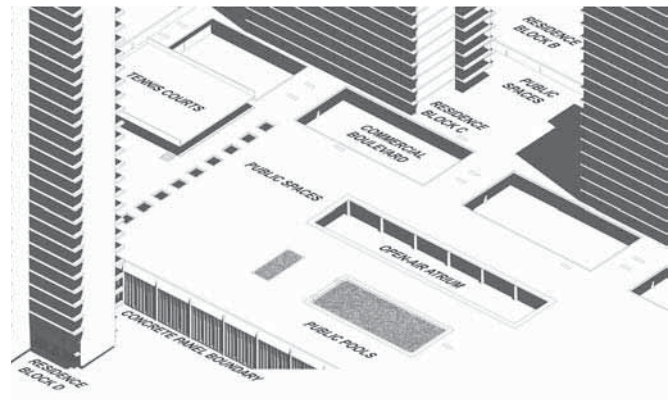 RESIDENCE
BLOCK B
PUBLIC
SPACES
TENNIS COURTS
RESIDENCE
BLOCK C
COMMERCIAL
BOULEVARD
PUBLIC SPACES
OPEN-AIR ATRIUM
PUBLIC POOLS
CONCRETE PANEL BOUNDARY
RESIDENCE
BLOCK D